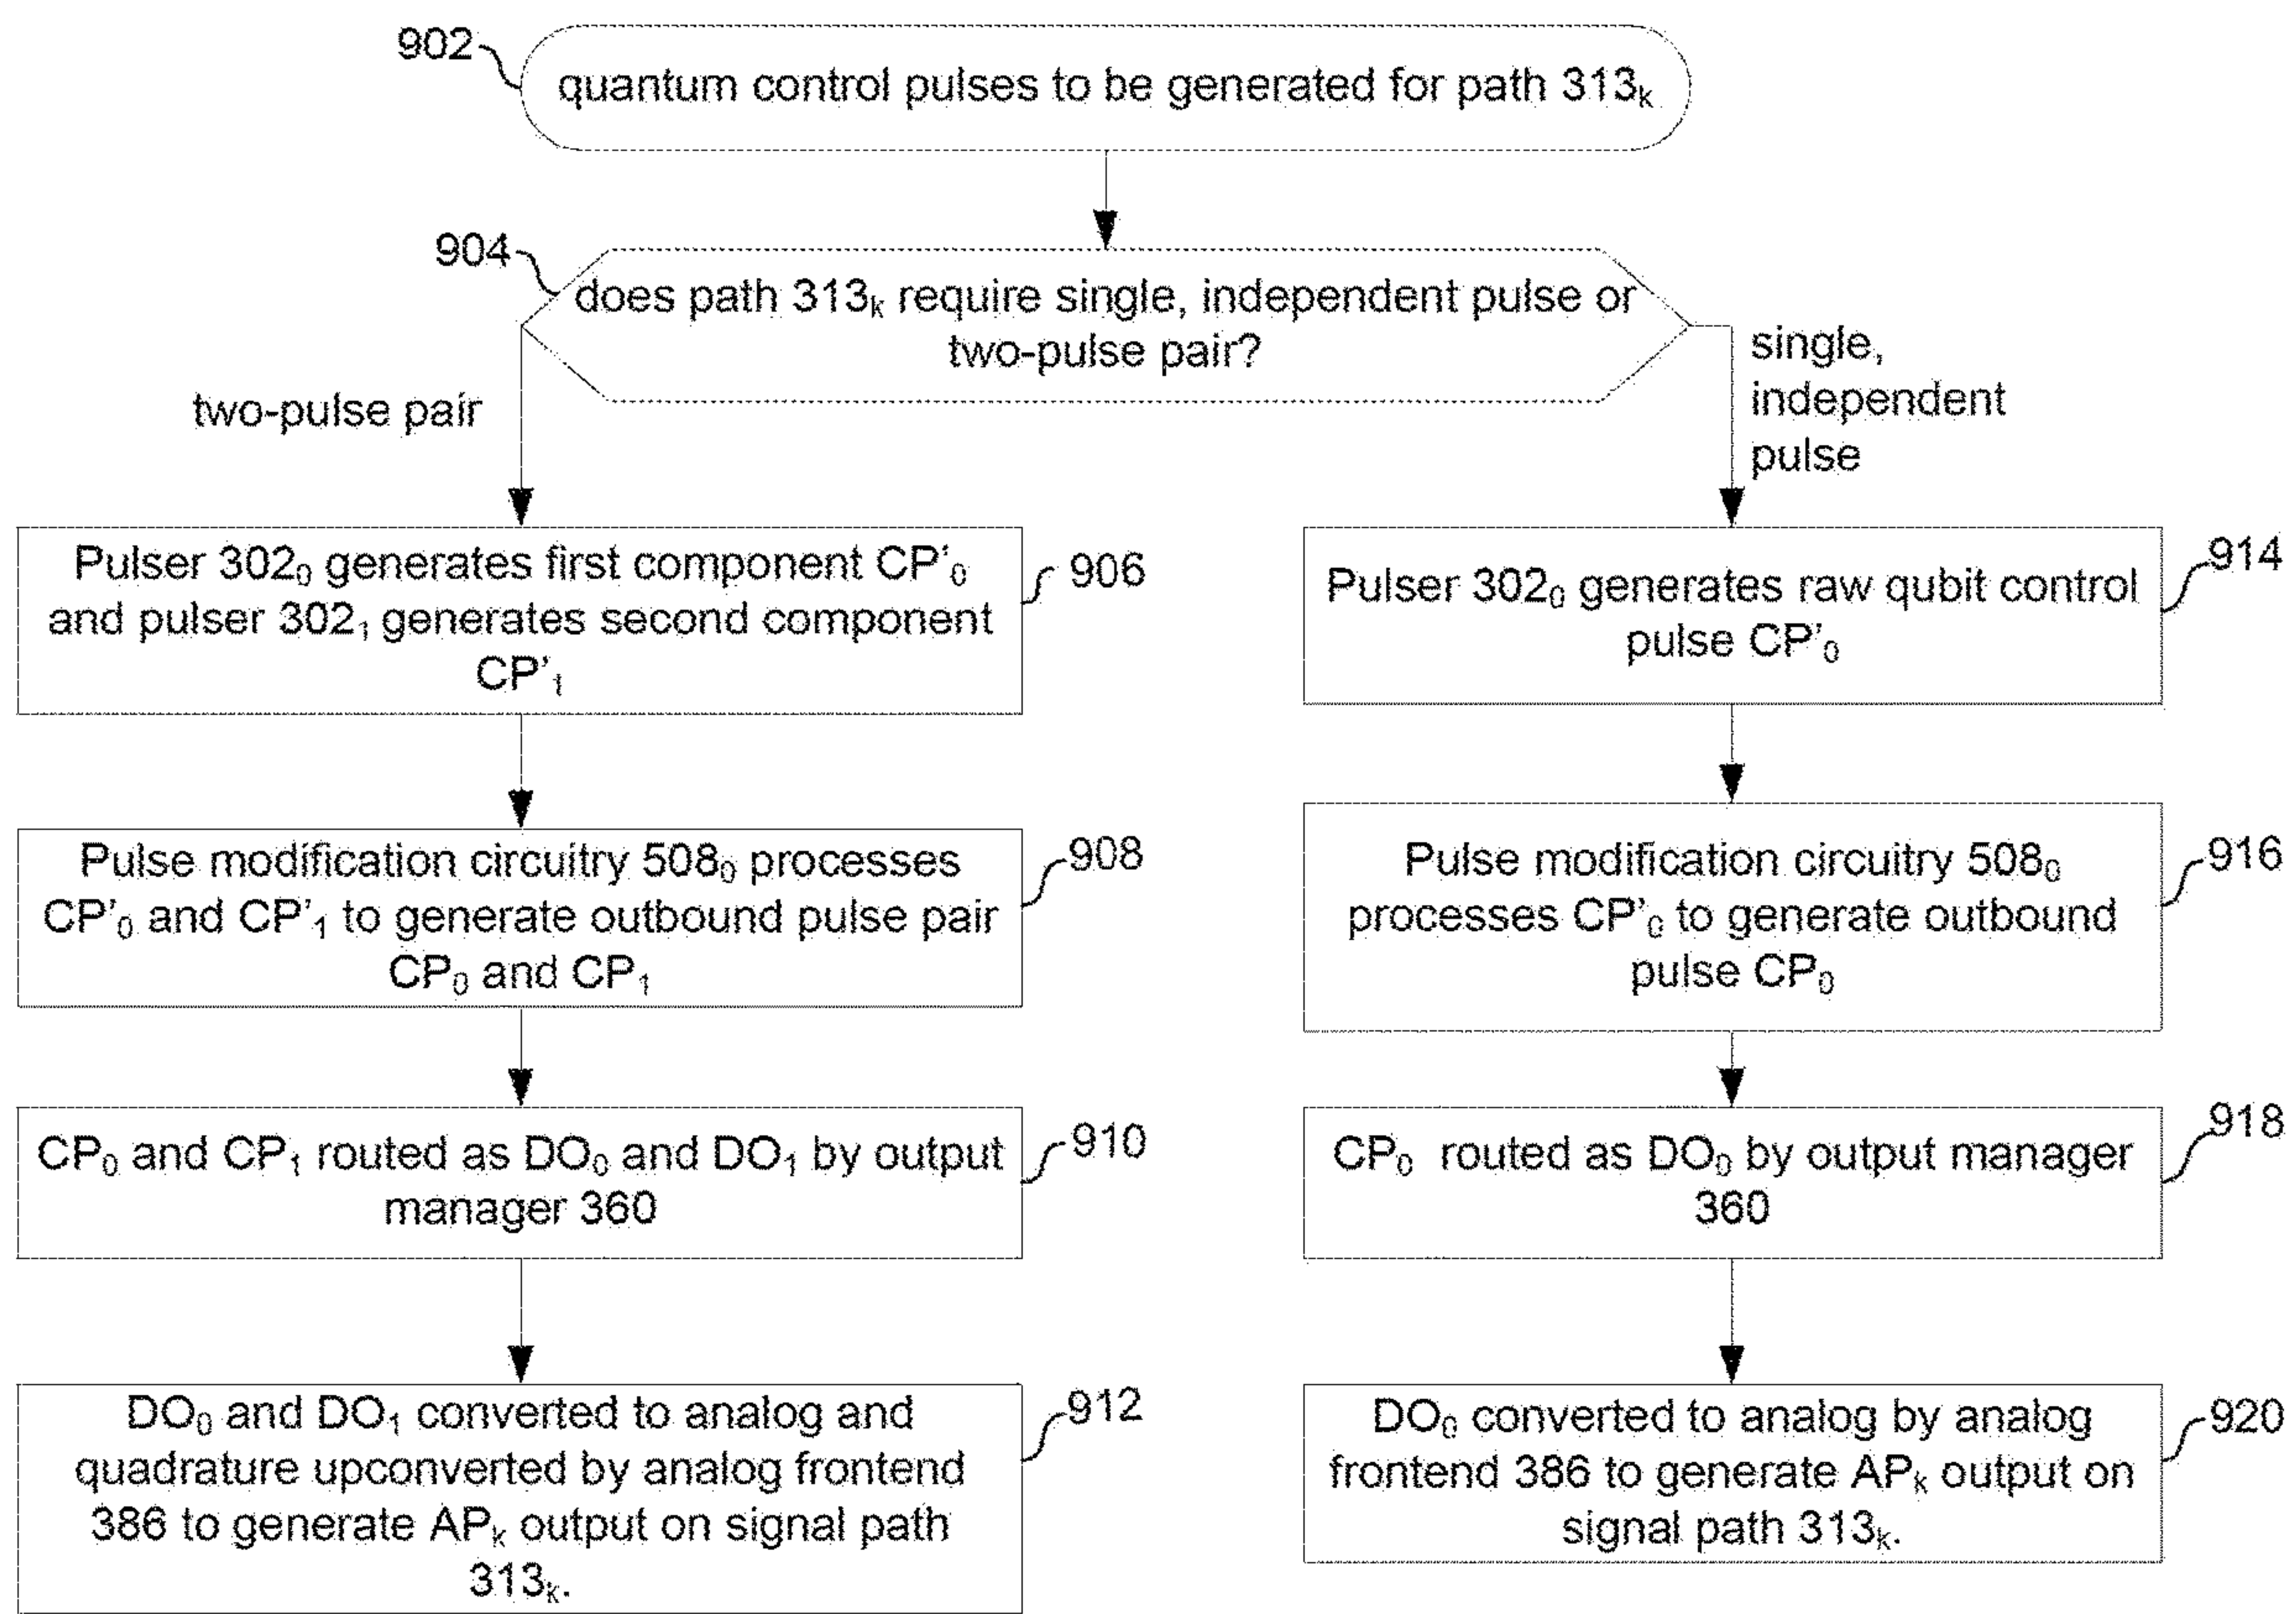 902
quantum control pulses to be generated for path 313ₖ
904
does path 313ₖ require single, independent pulse or
two-pulse pair?
two-pulse pair
single,
independent
pulse
Pulser 302₀ generates first component CP'₀
and pulser 302₁ generates second component
CP'₁
906
Pulse modification circuitry 508₀ processes
CP'₀ and CP'₁ to generate outbound pulse pair
CP₀ and CP₁
908
CP₀ and CP₁ routed as DO₀ and DO₁ by output
manager 360
910
DO₀ and DO₁ converted to analog and
quadrature upconverted by analog frontend
386 to generate APₖ output on signal path
313ₖ.
912
Pulser 302₀ generates raw qubit control
pulse CP'₀
914
Pulse modification circuitry 508₀
processes CP'₀ to generate outbound
pulse CP₀
916
CP₀ routed as DO₀ by output manager
360
918
DO₀ converted to analog by analog
frontend 386 to generate APₖ output on
signal path 313ₖ.
920